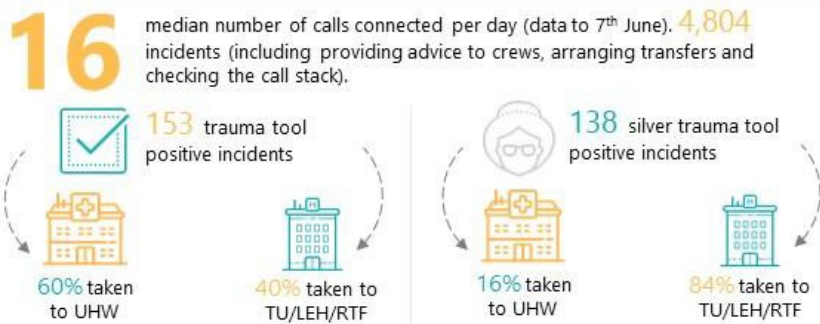 16
median number of calls connected per day (data to 7th June). 4,804
incidents (including providing advice to crews, arranging transfers and
checking the call stack).
153 trauma tool
positive incidents
60% taken
to UHW
40% taken to
TU/LEH/RTF
138 silver trauma tool
positive incidents
16% taken
to UHW
84% taken to
TU/LEH/RTF